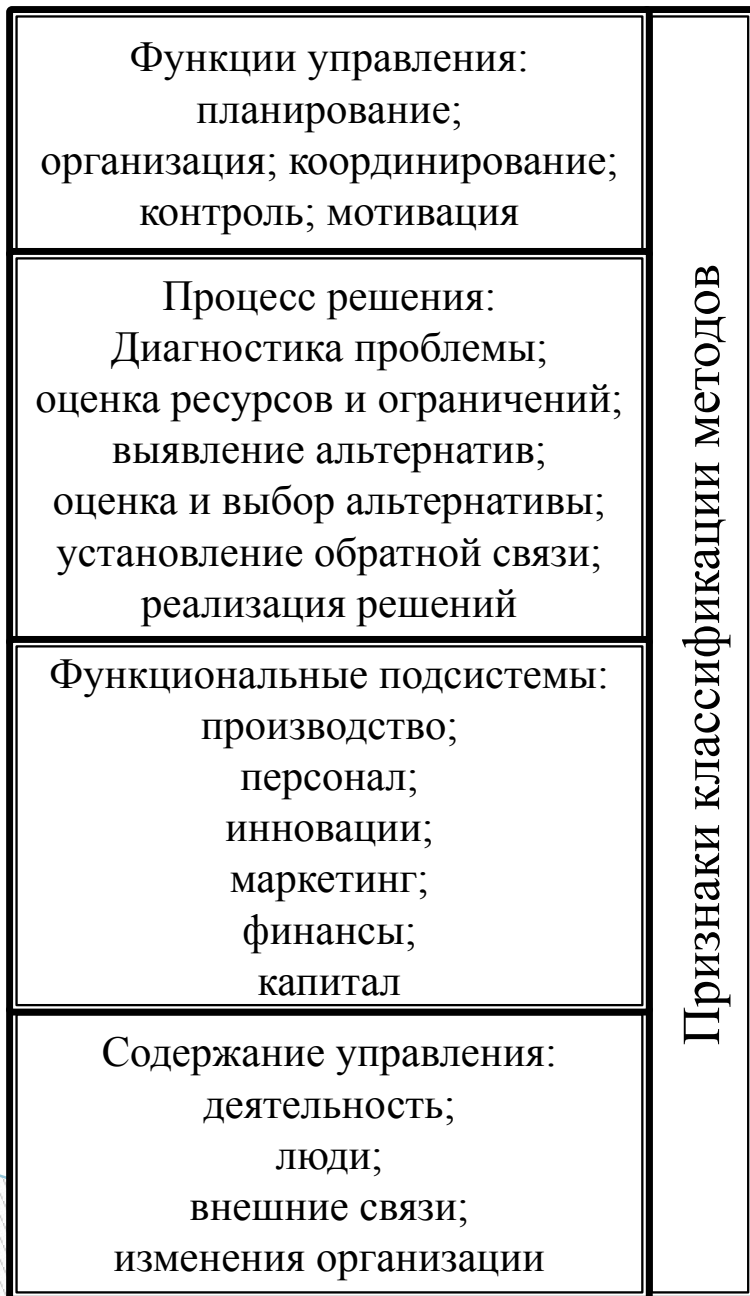 Функции управления:
планирование;
организация; координирование;
контроль; мотивация
Процесс решения:
Диагностика проблемы;
оценка ресурсов и ограничений;
выявление альтернатив;
оценка и выбор альтернативы;
установление обратной связи;
реализация решений
Функциональные подсистемы:
производство;
персонал;
инновации;
маркетинг;
финансы;
капитал
Содержание управления:
деятельность;
люди;
внешние связи;
изменения организации
Признаки классификации методов